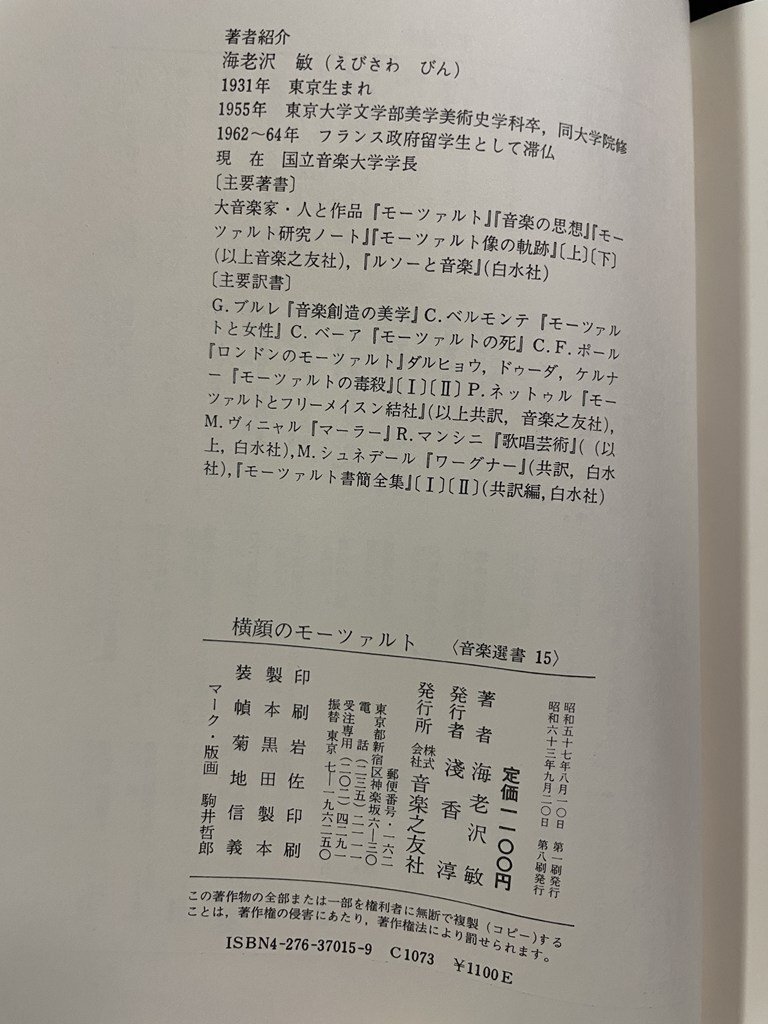 著者紹介
海老沢　敏（えびさわ　びん）
1931年　東京生まれ
1955年　東京大学文学部美学美術史学科卒，同大学院修
1962〜64年　フランス政府留学生として滞仏
現　在　国立音楽大学学長
〔主要著書〕
大音楽家・人と作品『モーツァルト』『音楽の思想』『モー
ツァルト研究ノート』『モーツァルト像の軌跡』〔上〕〔下〕
（以上音楽之友社），『ルソーと音楽』（白水社）
〔主要訳書〕
G.ブルレ『音楽創造の美学』C.ベルモンテ『モーツァル
トと女性』C.ベーア『モーツァルトの死』C.F.ポール
『ロンドンのモーツァルト』ダルヒョウ，ドゥーダ，ケルナ
ー『モーツァルトの毒殺』〔Ⅰ〕〔Ⅱ〕P.ネットゥル『モー
ツァルトとフリーメイスン結社』（以上共訳，音楽之友社），
M.ヴィニャル『マーラー』R.マンシニ『歌唱芸術』（（以
上，白水社），M.シュネデール『ワーグナー』（共訳，白水
社），『モーツァルト書簡全集』〔Ⅰ〕〔Ⅱ〕（共訳編，白水社）
横顔のモーツァルト　〈音楽選書 15〉
昭和五十七年八月一〇日　第一刷発行
昭和六十三年九月二〇日　第八刷発行
定価一一〇〇円
著者　海老沢敏
発行者　淺香淳
発行所　株式会社　音楽之友社
郵便番号・一六二
東京都新宿区神楽坂六ー三〇
電話（二三五）二一一一
受注専用（二〇二）四二九一
振替 東京 七ー一九六二五〇
印刷　岩佐印刷
製本　黒田製本
装幀　菊地信義
マーク・版画　駒井哲郎
この著作物の全部または一部を権利者に無断で複製（コピー）する
ことは，著作権の侵害にあたり，著作権法により罰せられます。
ISBN4-276-37015-9　C1073　￥1100E